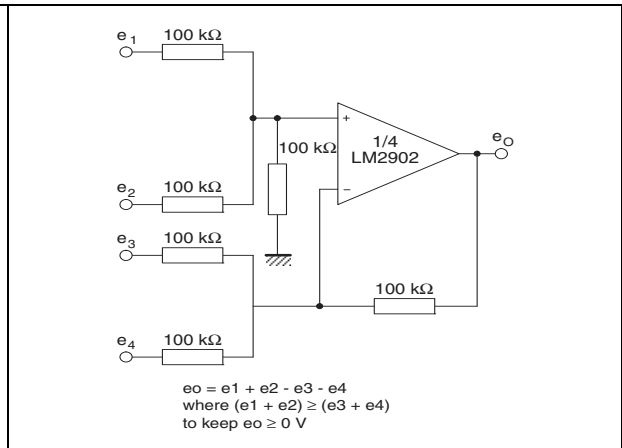 e1 100 kΩ
+
1/4
LM2902
eO
100 kΩ
–
e2 100 kΩ
e3 100 kΩ
100 kΩ
e4 100 kΩ
eo = e1 + e2 - e3 - e4
where (e1 + e2) ≥ (e3 + e4)
to keep eo ≥ 0 V